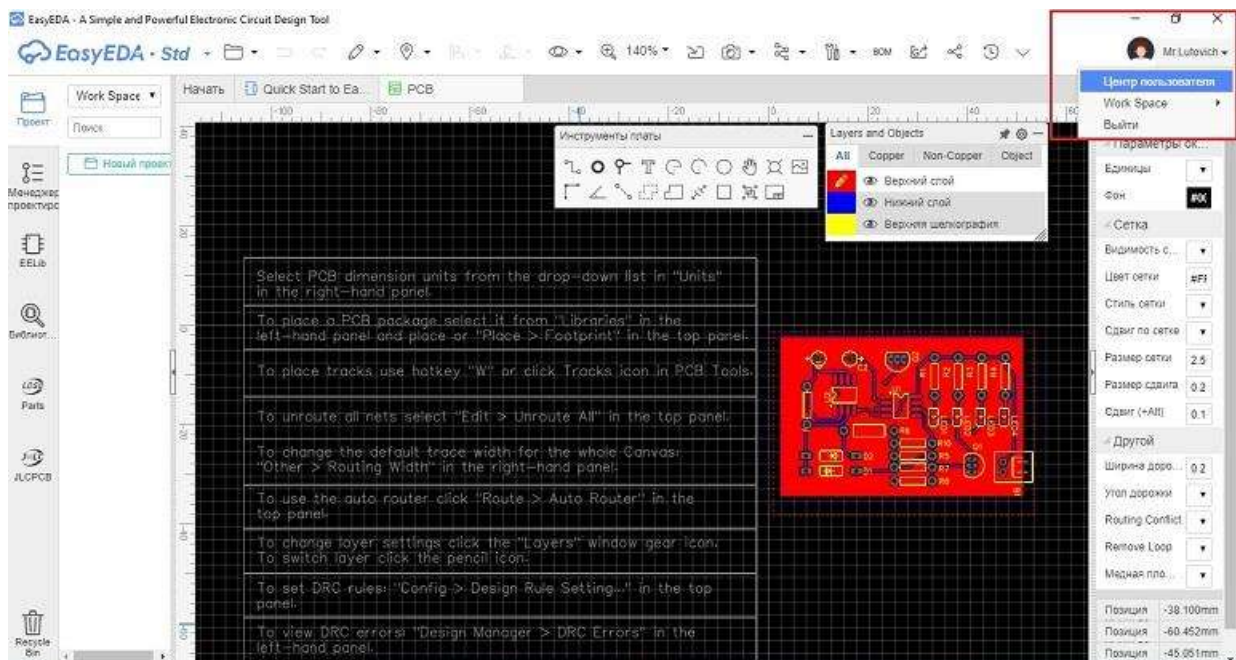 EasyEDA - A Simple and Powerful Electronic Circuit Design Tool
EasyEDA · Std
140%
BOM
Mr.Lutovich
Центр пользователя
Work Space
Выйти
Проект
Work Space
Начать
Quick Start to Ea...
PCB
Поиск
Новый проект
Менеджер
проектирс
EELib
Библиот...
Parts
JLCPCB
Recycle
Bin
Инструменты платы
Layers and Objects
All Copper Non-Copper Object
Верхний слой
Нижний слой
Верхняя шелкография
Select PCB dimension units from the drop-down list in "Units"
in the right-hand panel.
To place a PCB package select it from "Libraries" in the
left-hand panel and place or "Place > Footprint" in the top panel.
To place tracks use hotkey "W" or click Tracks icon in PCB Tools.
To unroute all nets select "Edit > Unroute All" in the top panel.
To change the default trace width for the whole Canvas:
"Other > Routing Width" in the right-hand panel.
To use the auto router click "Route > Auto Router" in the
top panel.
To change layer settings click the "Layers" window gear icon.
To switch layer click the pencil icon.
To set DRC rules: "Config > Design Rule Setting..." in the top
panel.
To view DRC errors: "Design Manager > DRC Errors" in the
left-hand panel.
Параметры ок...
Единицы
Фон
Сетка
Видимость с...
Цвет сетки #FI
Стиль сетки
Сдвиг по сетке
Размер сетки 2.5
Размер сдвига 0.2
Сдвиг (+Alt) 0.1
Другой
Ширина доро... 0.2
Угол дорожки
Routing Conflict
Remove Loop
Медная пло...
Позиция -38.100mm
Позиция -60.452mm
Позиция -45.051mm